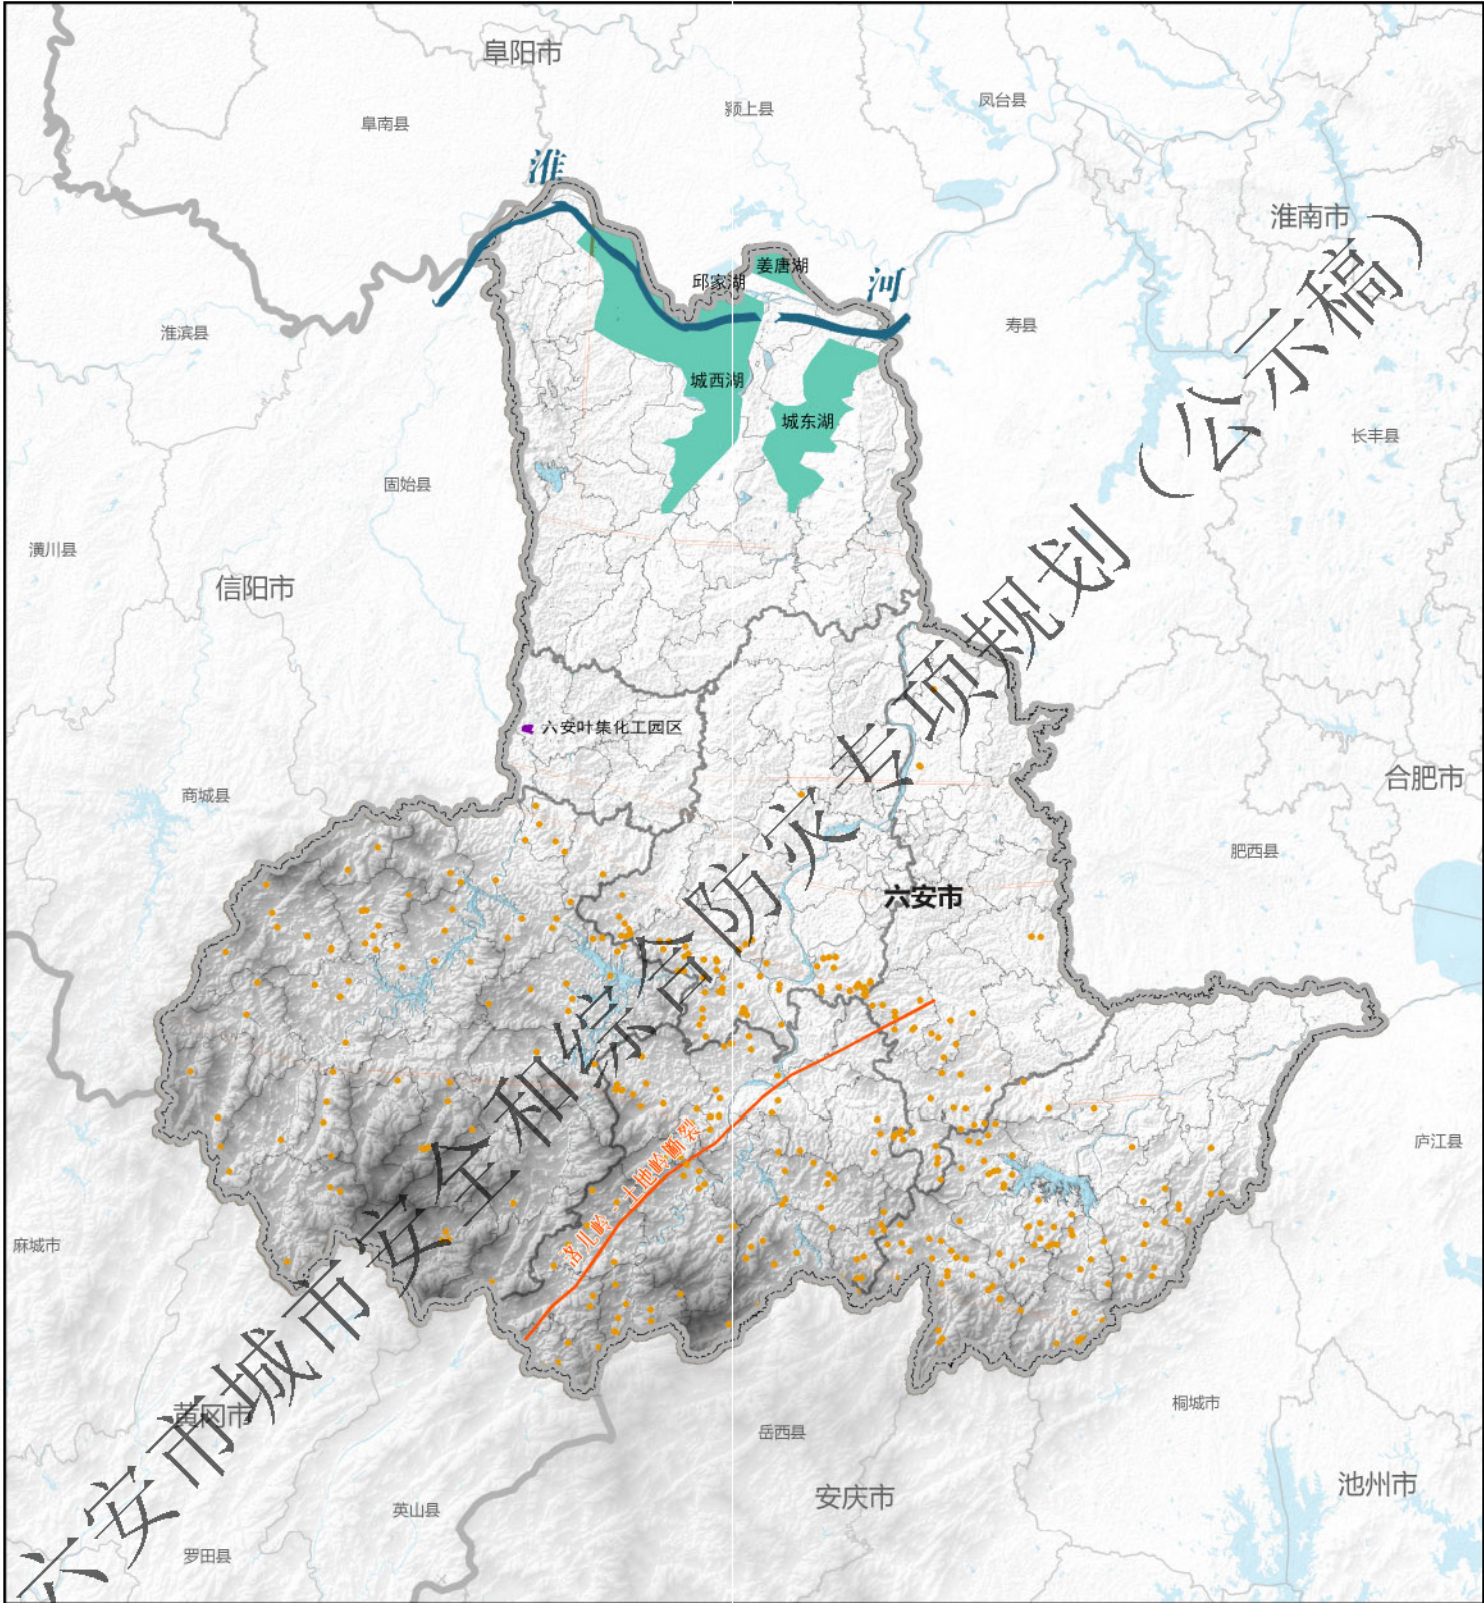 阜阳市
阜南县
颍上县
凤台县
淮
淮南市
姜唐湖
邱家湖
河
淮滨县
寿县
城西湖
城东湖
长丰县
固始县
潢川县
信阳市
六安叶集化工园区
商城县
合肥市
肥西县
六安市
落儿岭-土地岭断裂
庐江县
麻城市
黄冈市
桐城市
岳西县
池州市
安庆市
英山县
罗田县
六安市城市安全和综合防灾专项规划（公示稿）